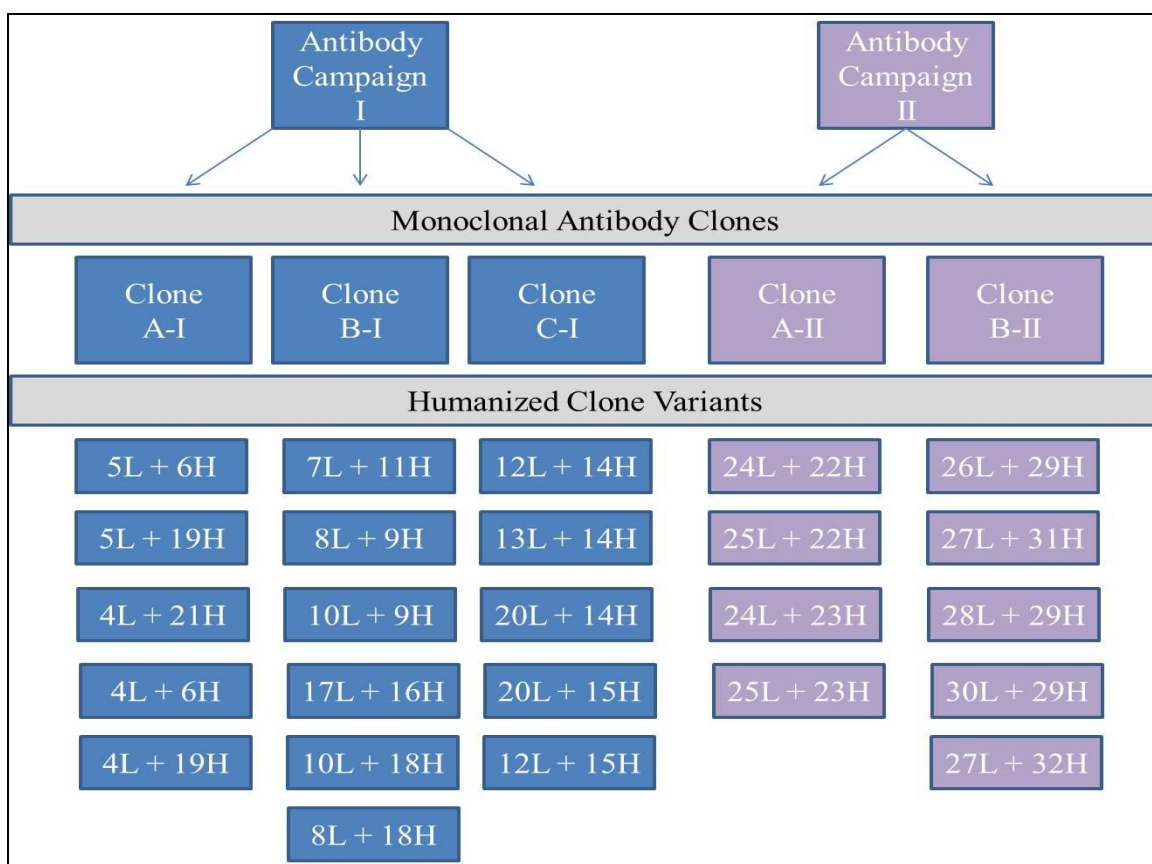 Antibody
Campaign
I
Antibody
Campaign
II
Monoclonal Antibody Clones
Clone
A-I
Clone
B-I
Clone
C-I
Clone
A-II
Clone
B-II
Humanized Clone Variants
5L + 6H
7L + 11H
12L + 14H
24L + 22H
26L + 29H
5L + 19H
8L + 9H
13L + 14H
25L + 22H
27L + 31H
4L + 21H
10L + 9H
20L + 14H
24L + 23H
28L + 29H
4L + 6H
17L + 16H
20L + 15H
25L + 23H
30L + 29H
4L + 19H
10L + 18H
12L + 15H
27L + 32H
8L + 18H